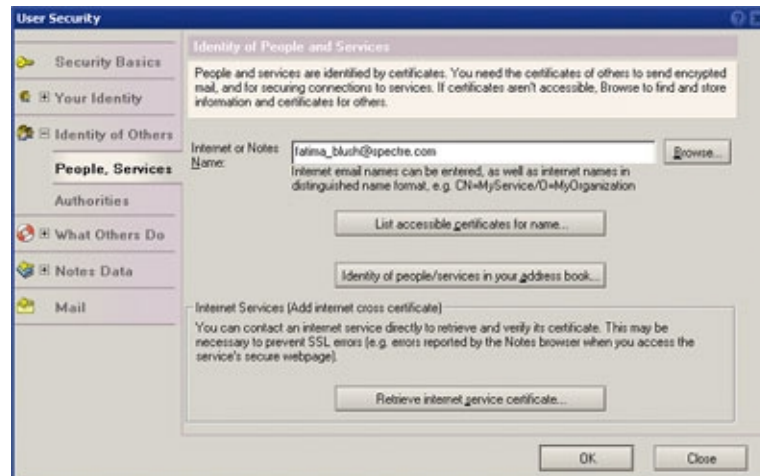 User Security
Security Basics
Your Identity
Identity of Others
People, Services
Authorities
What Others Do
Notes Data
Mail
Identity of People and Services
People and services are identified by certificates. You need the certificates of others to send encrypted
mail, and for securing connections to services. If certificates aren't accessible, Browse to find and store
information and certificates for others.
Internet or Notes
Name:
fatima_blush@spectre.com
Browse...
Internet email names can be entered, as well as internet names in
distinguished name format, e.g. CN=MyService/O=MyOrganization
List accessible certificates for name...
Identity of people/services in your address book...
Internet Services (Add internet cross certificate)
You can contact an internet service directly to retrieve and verify its certificate. This may be
necessary to prevent SSL errors (e.g. errors reported by the Notes browser when you access the
service's secure webpage).
Retrieve internet service certificate...
OK
Close